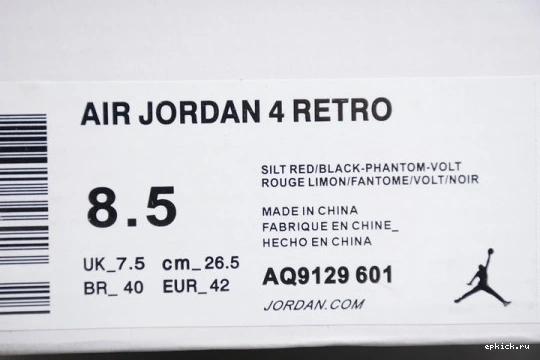 AIR JORDAN 4 RETRO
8.5
SILT RED/BLACK-PHANTOM-VOLT
ROUGE LIMON/FANTOME/VOLT/NOIR
MADE IN CHINA
FABRIQUE EN CHINE_
HECHO EN CHINA
UK_7.5 cm_26.5
BR_ 40 EUR_42
AQ9129 601
JORDAN.COM
epkick.ru